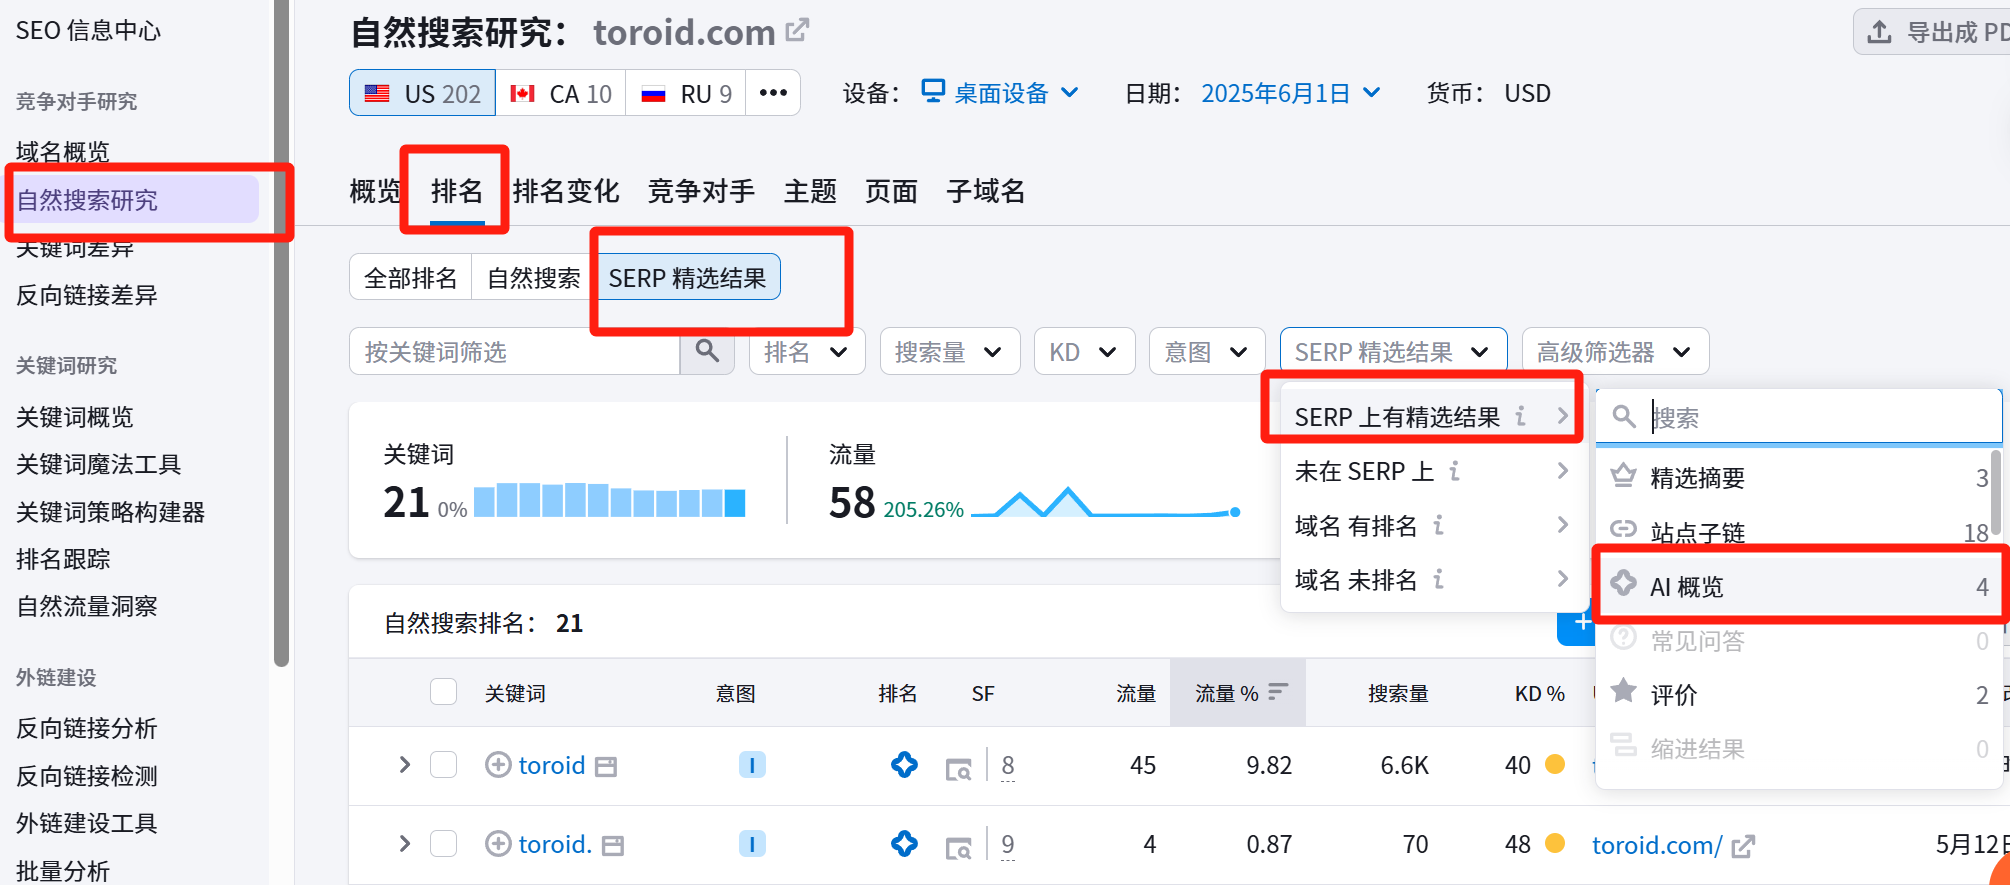 SEO 信息中心
竞争对手研究
域名概览
自然搜索研究
关键词差异
反向链接差异
关键词研究
关键词概览
关键词魔法工具
关键词策略构建器
排名跟踪
自然流量洞察
外链建设
反向链接分析
反向链接检测
外链建设工具
批量分析
自然搜索研究： toroid.com
导出成 PD
US 202 CA 10 RU 9 •••
设备： 桌面设备 日期： 2025年6月1日 货币： USD
概览 排名 排名变化 竞争对手 主题 页面 子域名
全部排名 自然搜索 SERP 精选结果
按关键词筛选 排名 搜索量 KD 意图 SERP 精选结果 高级筛选器
SERP 上有精选结果 i
未在 SERP 上 i
域名 有排名 i
域名 未排名 i
搜索
精选摘要 3
站点子链 18
AI 概览 4
常见问答 0
评价 2
缩进结果 0
关键词
21 0%
流量
58 205.26%
自然搜索排名： 21
+
关键词 意图 排名 SF 流量 流量 % 搜索量 KD %
toroid I 8 45 9.82 6.6K 40
toroid. I 9 4 0.87 70 48 toroid.com/ 5月12日